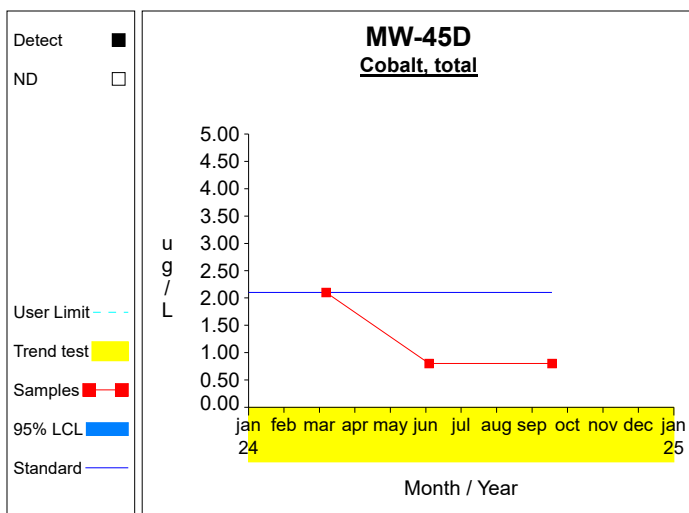 Detect
ND
User Limit
Trend test
Samples
95% LCL
Standard
MW-45D
Cobalt, total
u
g
/
L
5.00
4.50
4.00
3.50
3.00
2.50
2.00
1.50
1.00
0.50
0.00
jan feb mar apr may jun jul aug sep oct nov dec jan
24 25
Month / Year